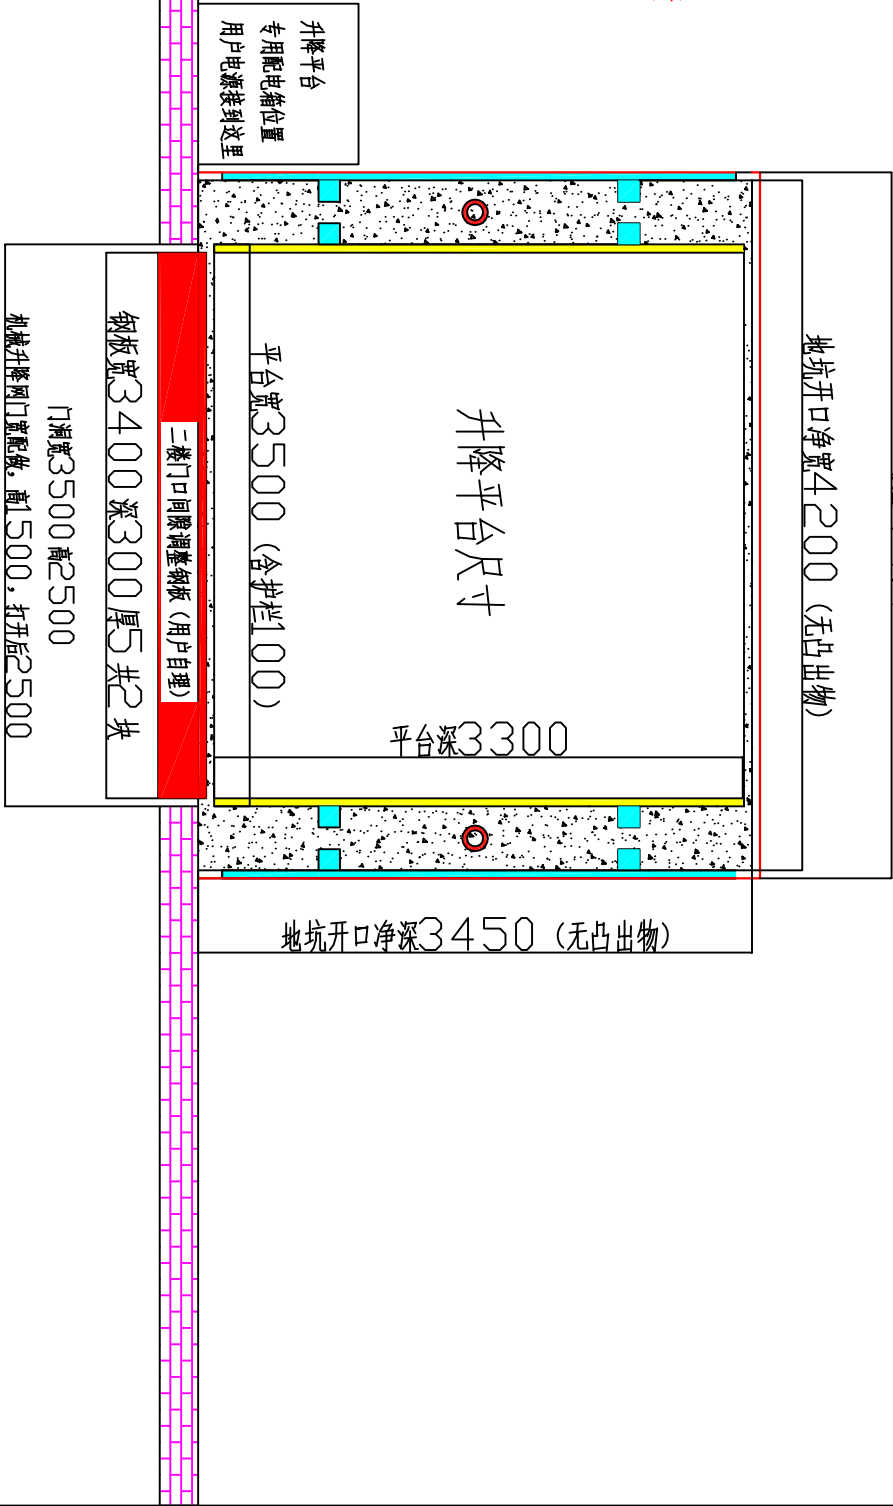 升降平台
专用配电箱位置
用户电源接到这里
地坑开口净宽4200（无凸出物）
升降平台尺寸
平台宽3500（含护栏100）
平台深3300
二楼门口间隙调整钢板（用户自理）
钢板宽3400深300厚5共2块
门洞宽3500高2500
机械升降网门宽配做，高1500，打开后2500
地坑开口净深3450（无凸出物）